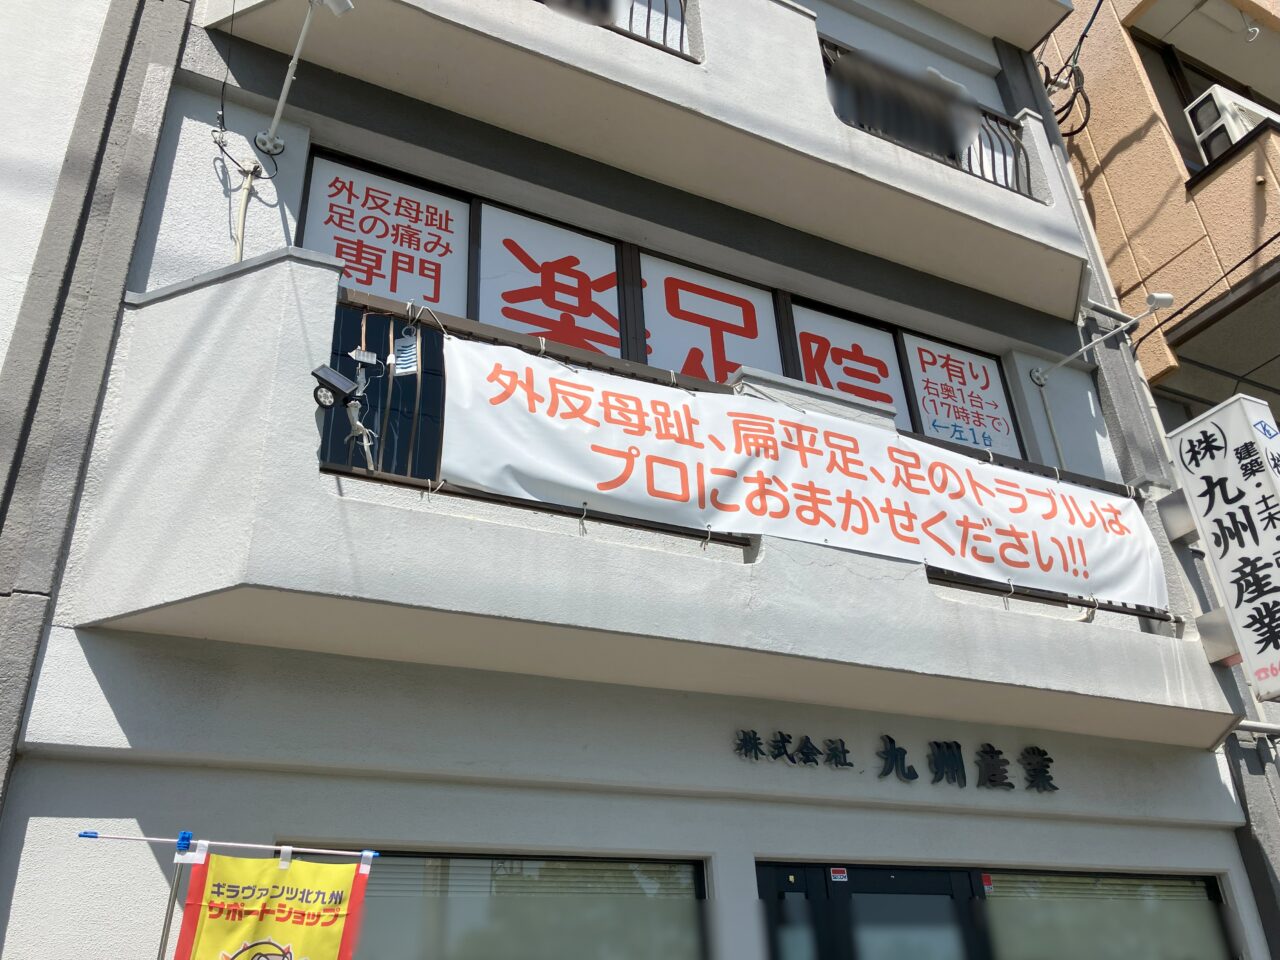 外反母趾
足の痛み
専門
楽足院
P有り
右奥1台→
(17時まで)
←左1台
外反母趾、扁平足、足のトラブルは
プロにおまかせください!!
(株)九州産業
建築・土木
株式会社 九州産業
ギラヴァンツ北九州
サポートショップ